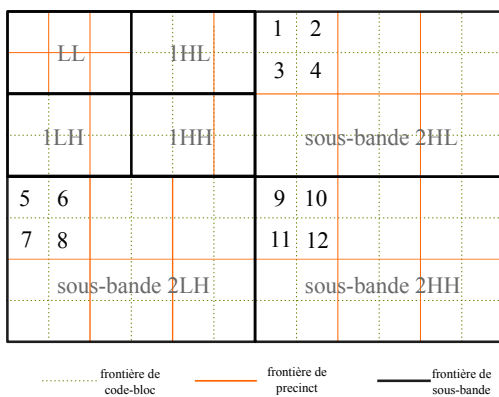 LL
1HL
1 2
3 4
1LH
1HH
sous-bande 2HL
5 6
7 8
9 10
11 12
sous-bande 2LH
sous-bande 2HH
frontière de
code-bloc
frontière de
precinct
frontière de
sous-bande